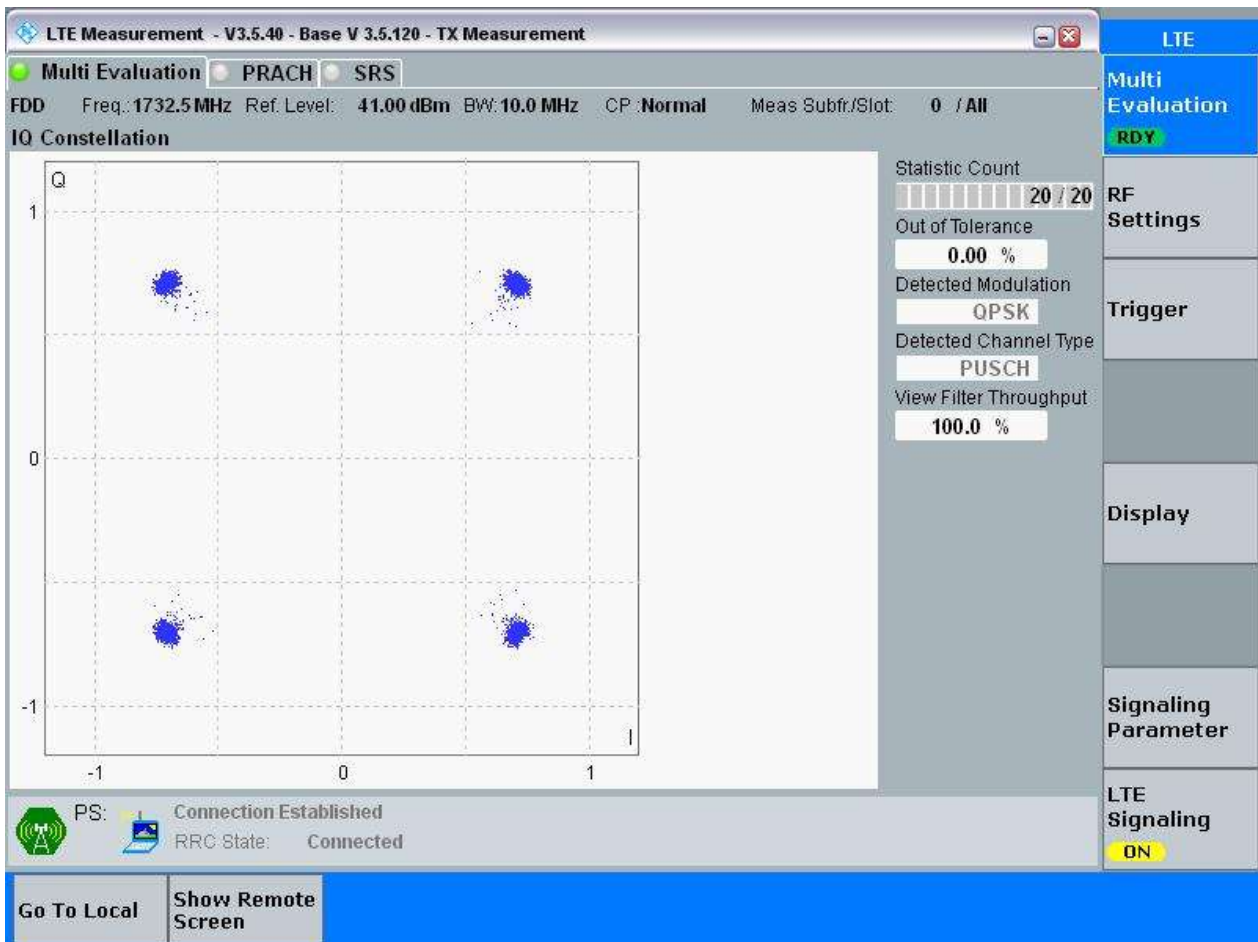 LTE Measurement - V3.5.40 - Base V 3.5.120 - TX Measurement
LTE
Multi Evaluation PRACH SRS
Multi
Evaluation
RDY
FDD Freq.: 1732.5 MHz Ref. Level: 41.00 dBm BW: 10.0 MHz CP : Normal Meas Subfr./Slot: 0 / All
IQ Constellation
Q
1
0
-1
I
-1 0 1
Statistic Count
20 / 20
Out of Tolerance
0.00 %
Detected Modulation
QPSK
Detected Channel Type
PUSCH
View Filter Throughput
100.0 %
RF
Settings
Trigger
Display
Signaling
Parameter
LTE
Signaling
ON
PS: Connection Established
RRC State: Connected
Go To Local
Show Remote
Screen